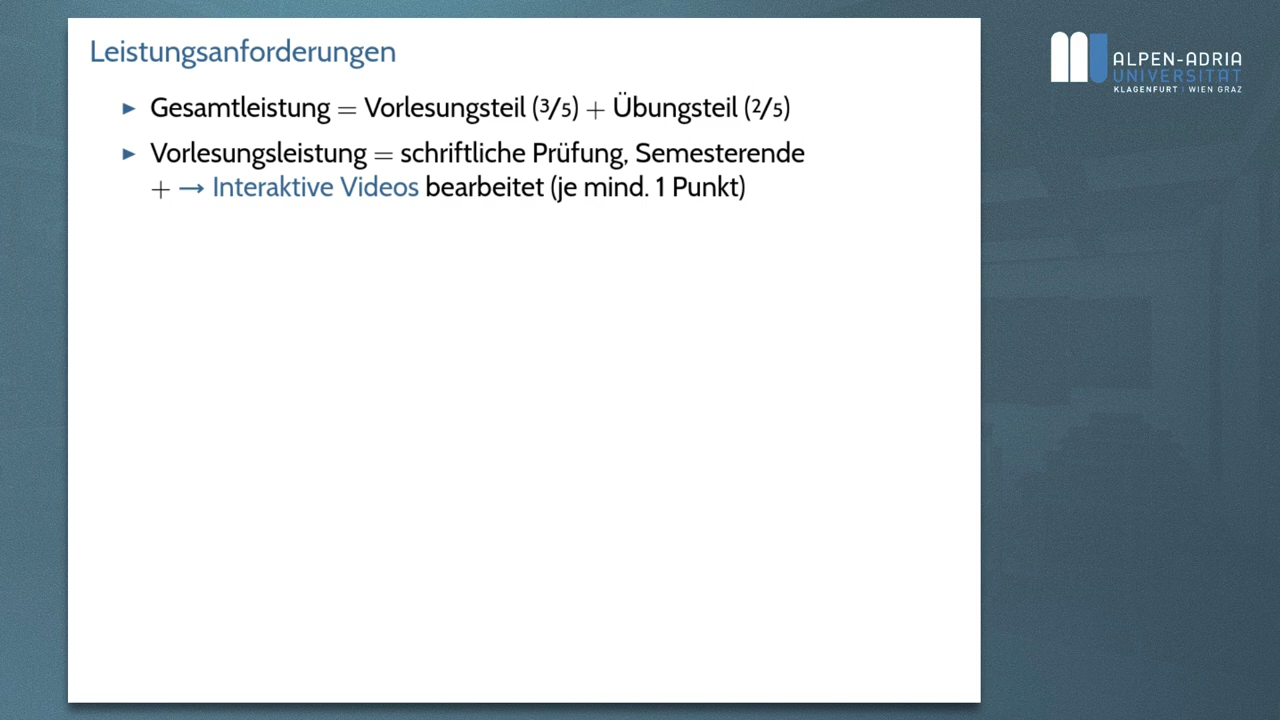 Leistungsanforderungen
► Gesamtleistung = Vorlesungsteil (3/5) + Übungsteil (2/5)
► Vorlesungsleistung = schriftliche Prüfung, Semesterende
+ → Interaktive Videos bearbeitet (je mind. 1 Punkt)
ALPEN-ADRIA
UNIVERSITÄT
KLAGENFURT | WIEN GRAZ